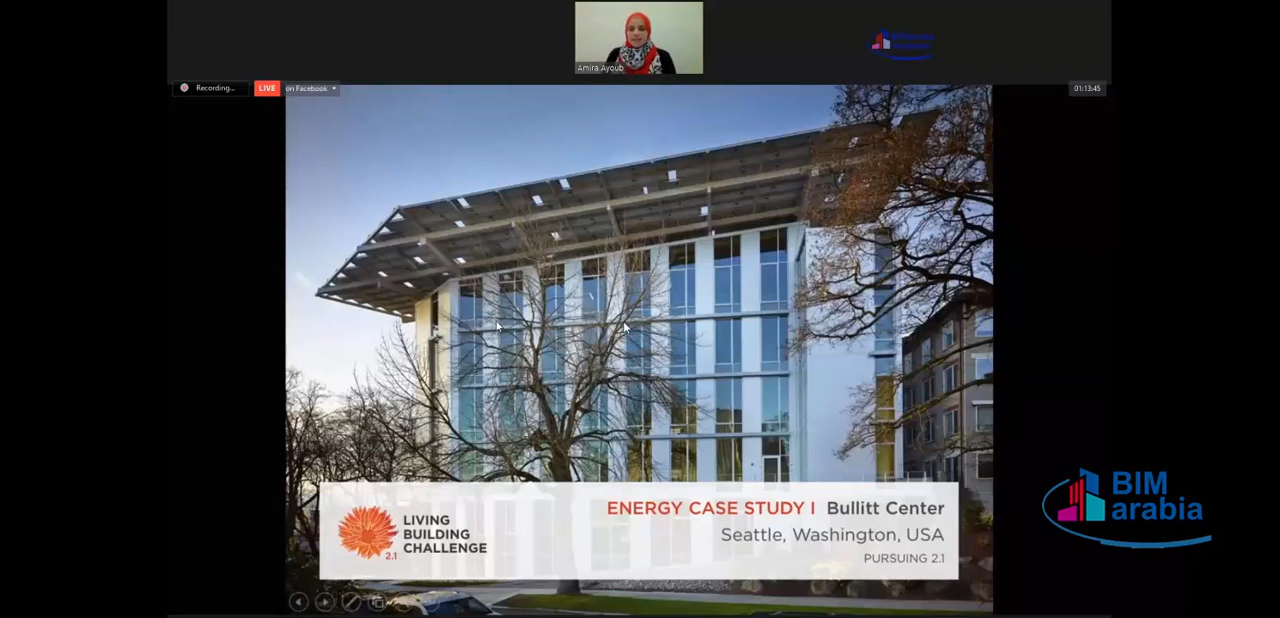 Amira Ayoub
Recording...
LIVE
on Facebook
01:13:45
LIVING
BUILDING
CHALLENGE
2.1
ENERGY CASE STUDY I Bullitt Center
Seattle, Washington, USA
PURSUING 2.1
BIM
arabia